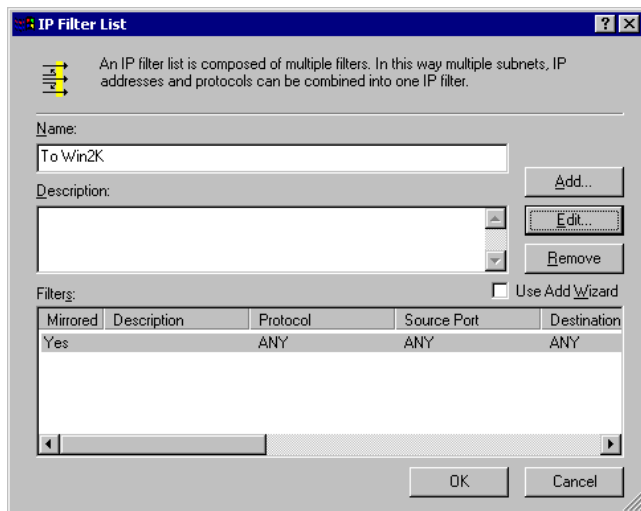 IP Filter List
An IP filter list is composed of multiple filters. In this way multiple subnets, IP
addresses and protocols can be combined into one IP filter.
Name:
To Win2K
Add...
Description:
Edit...
Remove
Filters:
Use Add Wizard
Mirrored Description Protocol Source Port Destination
Yes ANY ANY ANY
OK Cancel